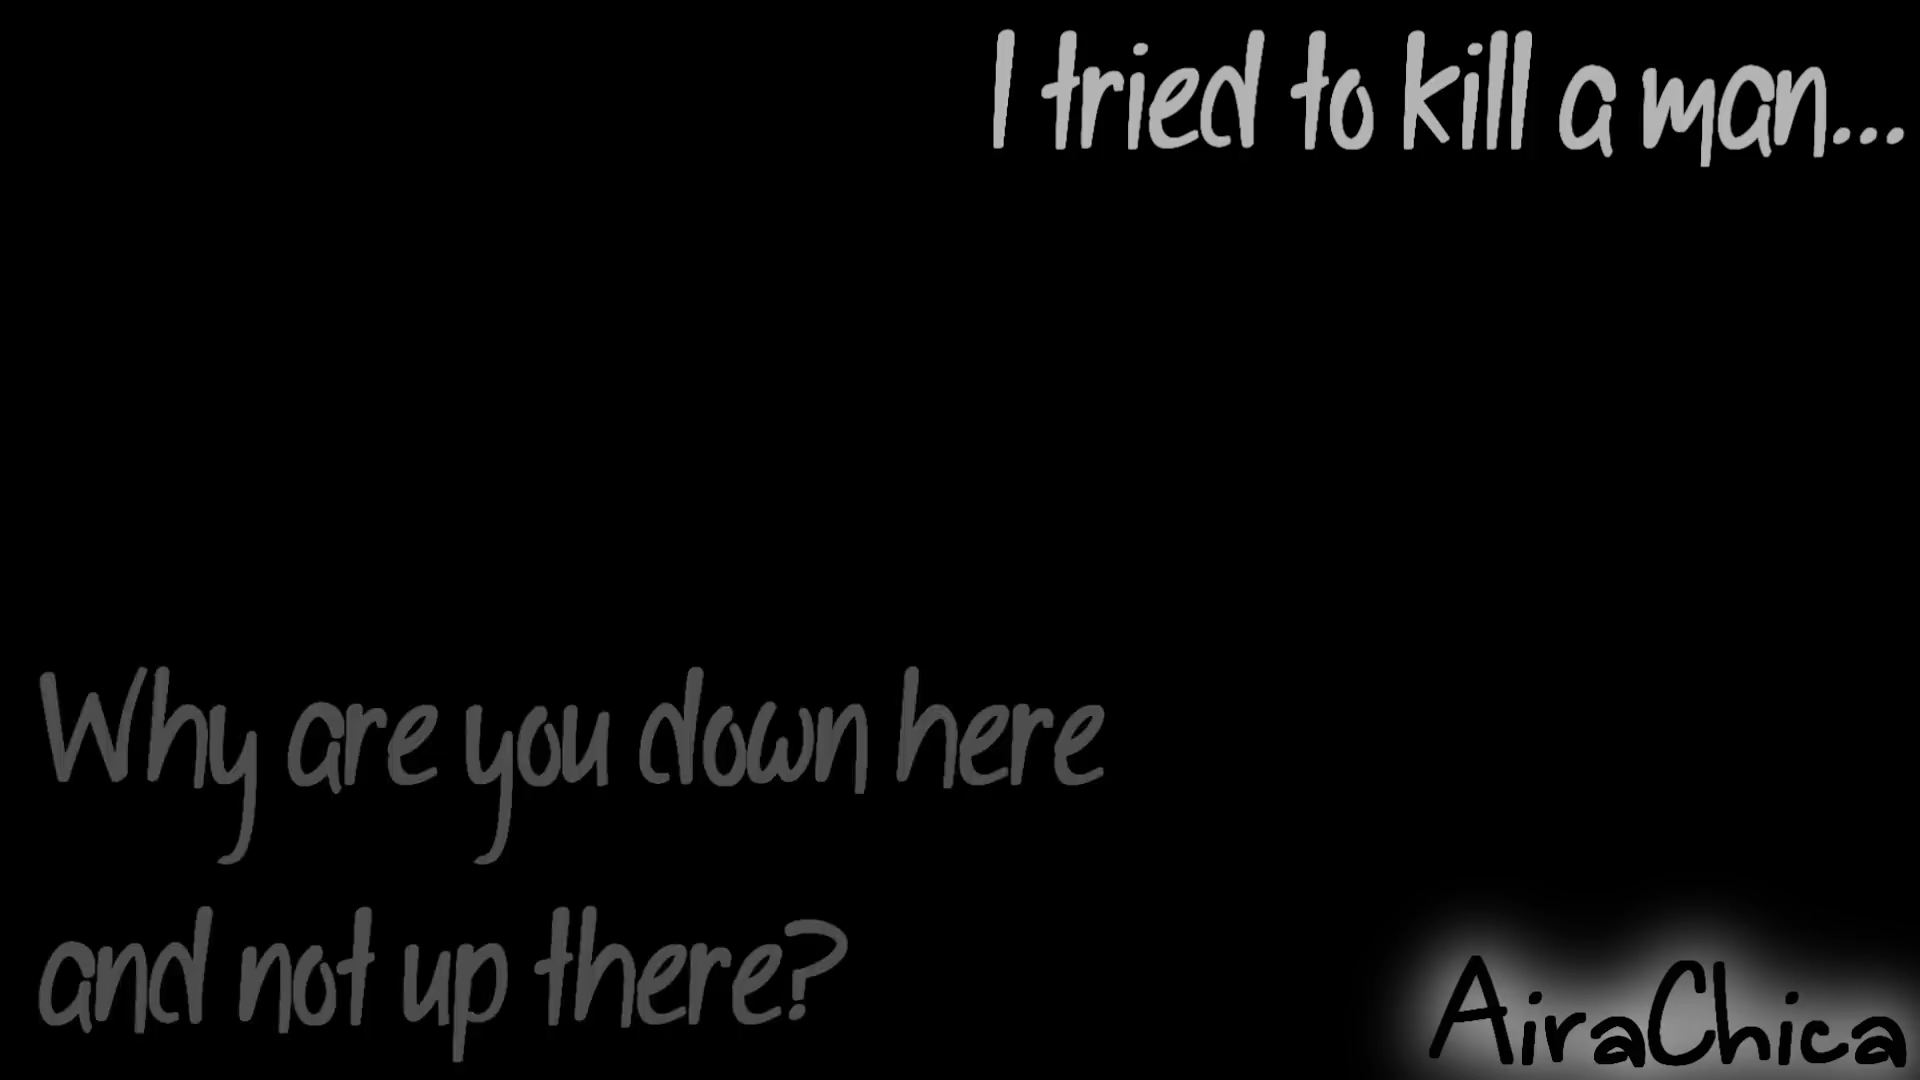 I tried to kill a man...
Why are you down here
and not up there?
AiraChica